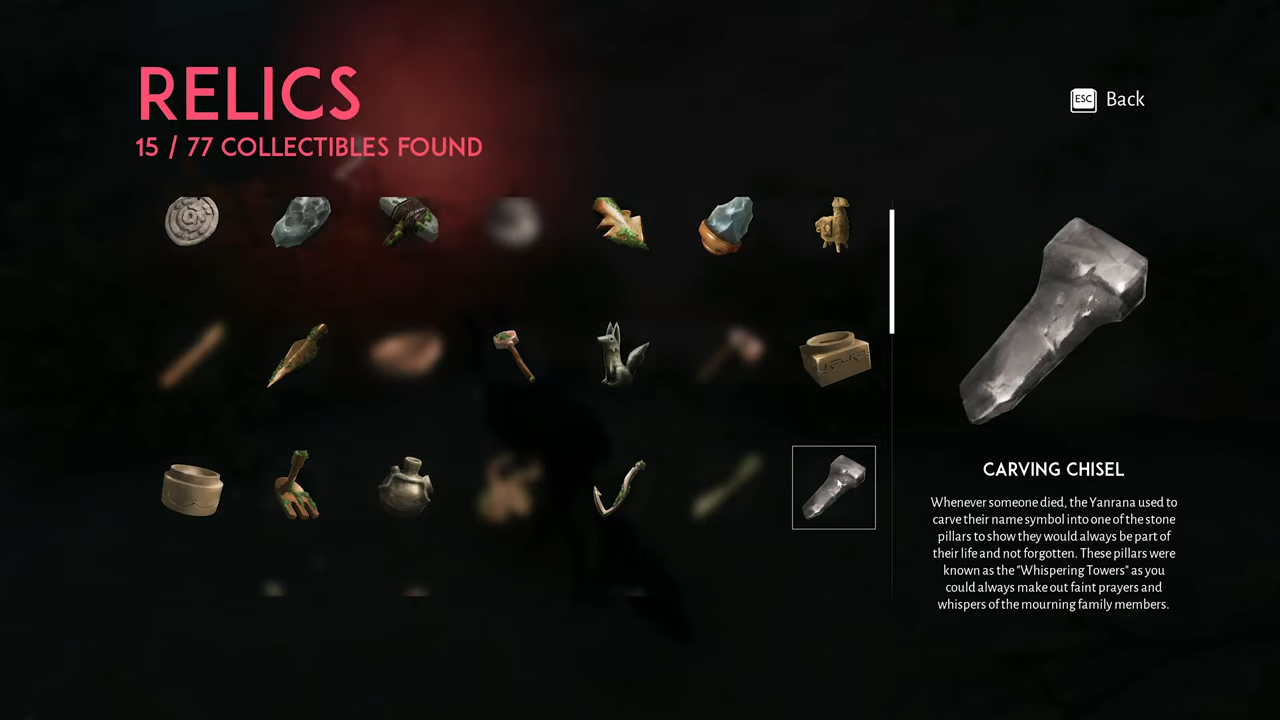 RELICS
15 / 77 COLLECTIBLES FOUND
ESC Back
CARVING CHISEL
Whenever someone died, the Yanrana used to
carve their name symbol into one of the stone
pillars to show they would always be part of
their life and not forgotten. These pillars were
known as the "Whispering Towers" as you
could always make out faint prayers and
whispers of the mourning family members.